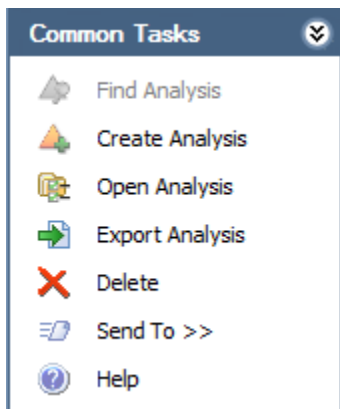 Common Tasks
Find Analysis
Create Analysis
Open Analysis
Export Analysis
Delete
Send To >>
Help